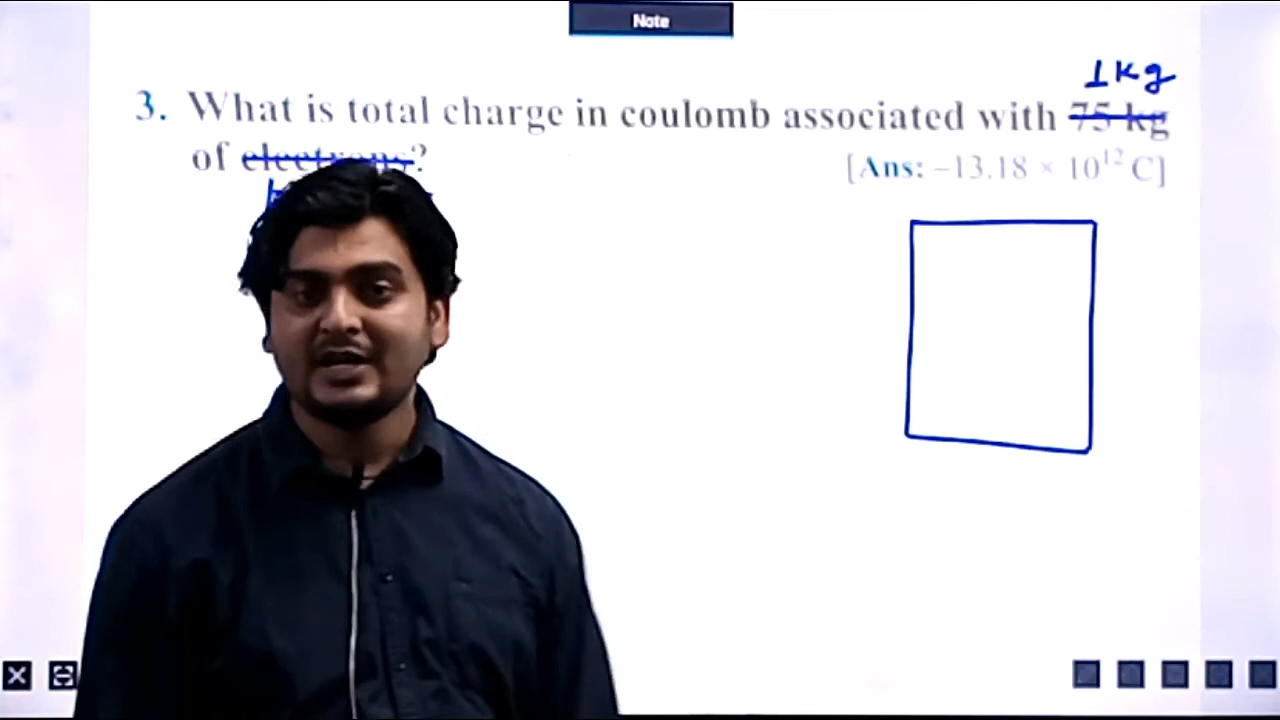 Note
1kg
3. What is total charge in coulomb associated with 75 kg
of electrons?
[Ans: –13.18 × 10¹² C]